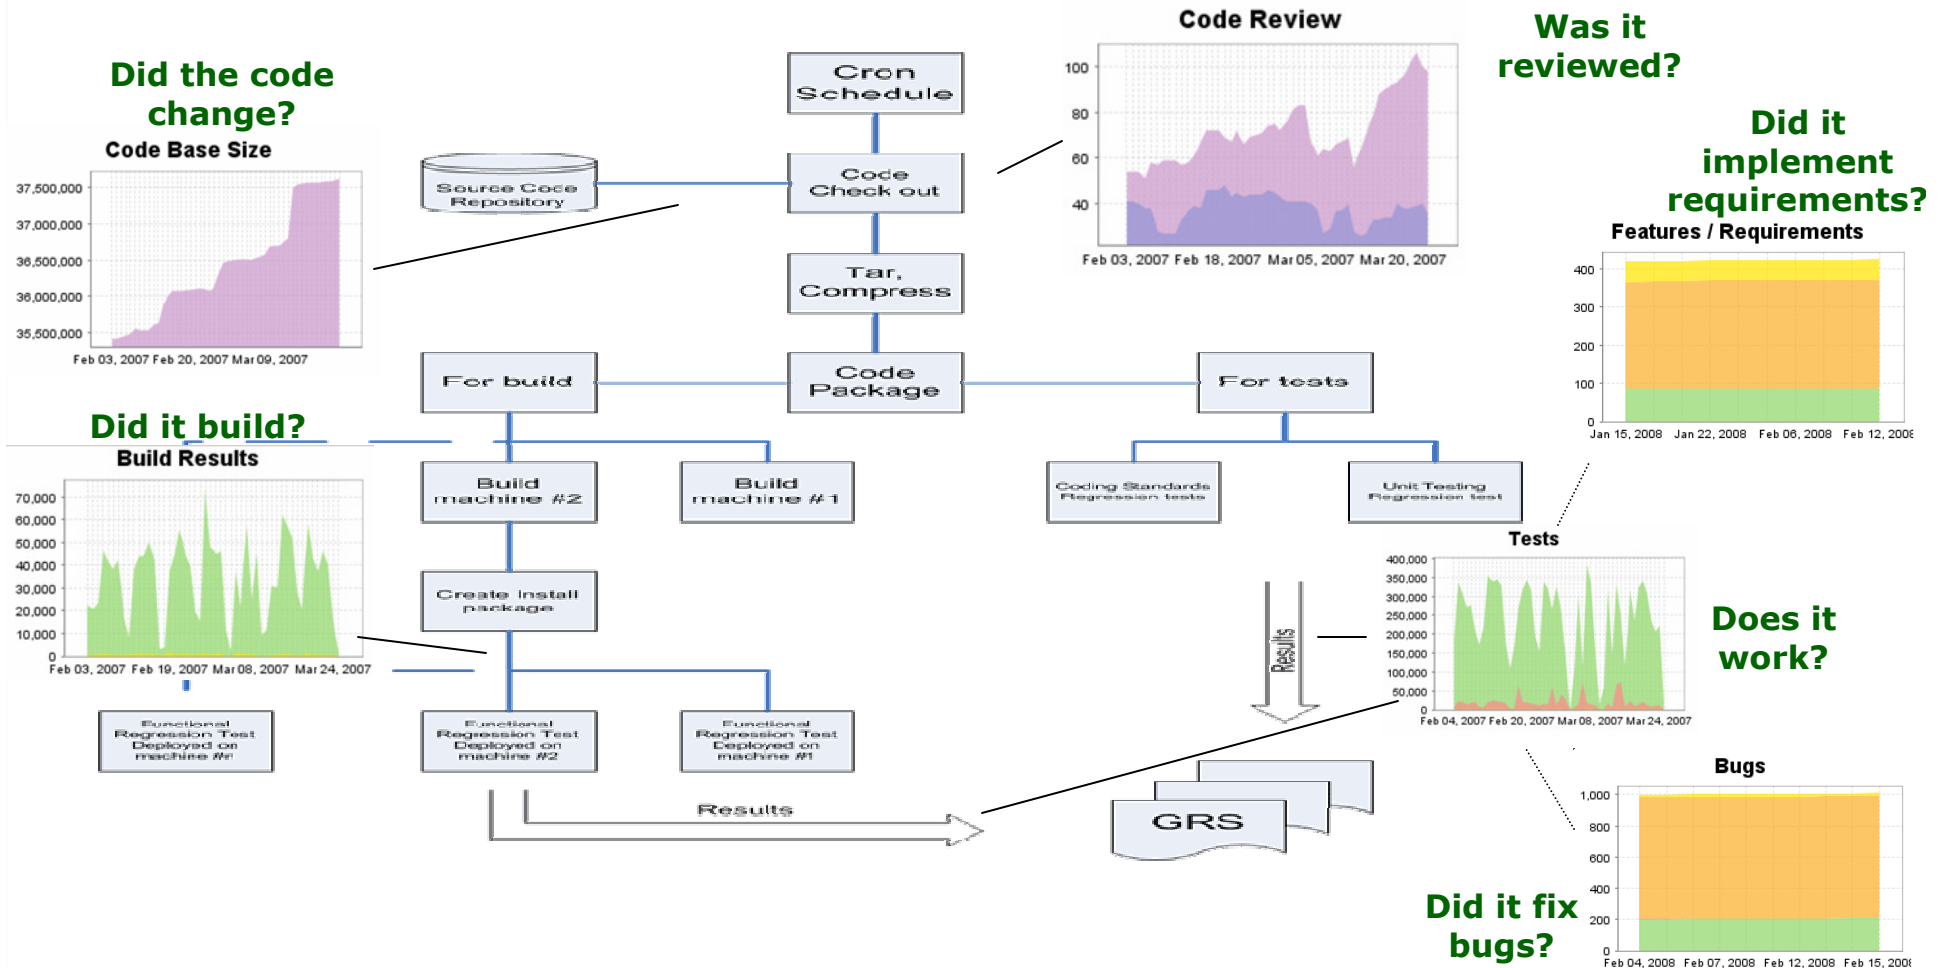 Code Review
100
80
60
40
Feb 03, 2007 Feb 18, 2007 Mar 05, 2007 Mar 20, 2007
Was it
reviewed?
Did the code
change?
Code Base Size
37,500,000
37,000,000
36,500,000
36,000,000
35,500,000
Feb 03, 2007 Feb 20, 2007 Mar 09, 2007
Cron
Schedule
Source Code
Repository
Code
Check out
Tar,
Compress
Did it
implement
requirements?
Features / Requirements
400
300
200
100
0
Jan 15, 2008 Jan 22, 2008 Feb 06, 2008 Feb 12, 2008
For build
Code
Package
For tests
Did it build?
Build Results
70,000
60,000
50,000
40,000
30,000
20,000
10,000
0
Feb 03, 2007 Feb 19, 2007 Mar 08, 2007 Mar 24, 2007
Build
machine #2
Build
machine #1
Coding Standards
Regression tests
Unit Testing
Regression test
Create Install
package
Tests
400,000
350,000
300,000
250,000
200,000
150,000
100,000
50,000
0
Feb 04, 2007 Feb 20, 2007 Mar 08, 2007 Mar 24, 2007
Does it
work?
Results
Functional
Regression Test
Deployed on
machine #n
Functional
Regression Test
Deployed on
machine #2
Functional
Regression Test
Deployed on
machine #1
Results
GRS
Bugs
1,000
800
600
400
200
0
Feb 04, 2008 Feb 07, 2008 Feb 12, 2008 Feb 15, 2008
Did it fix
bugs?